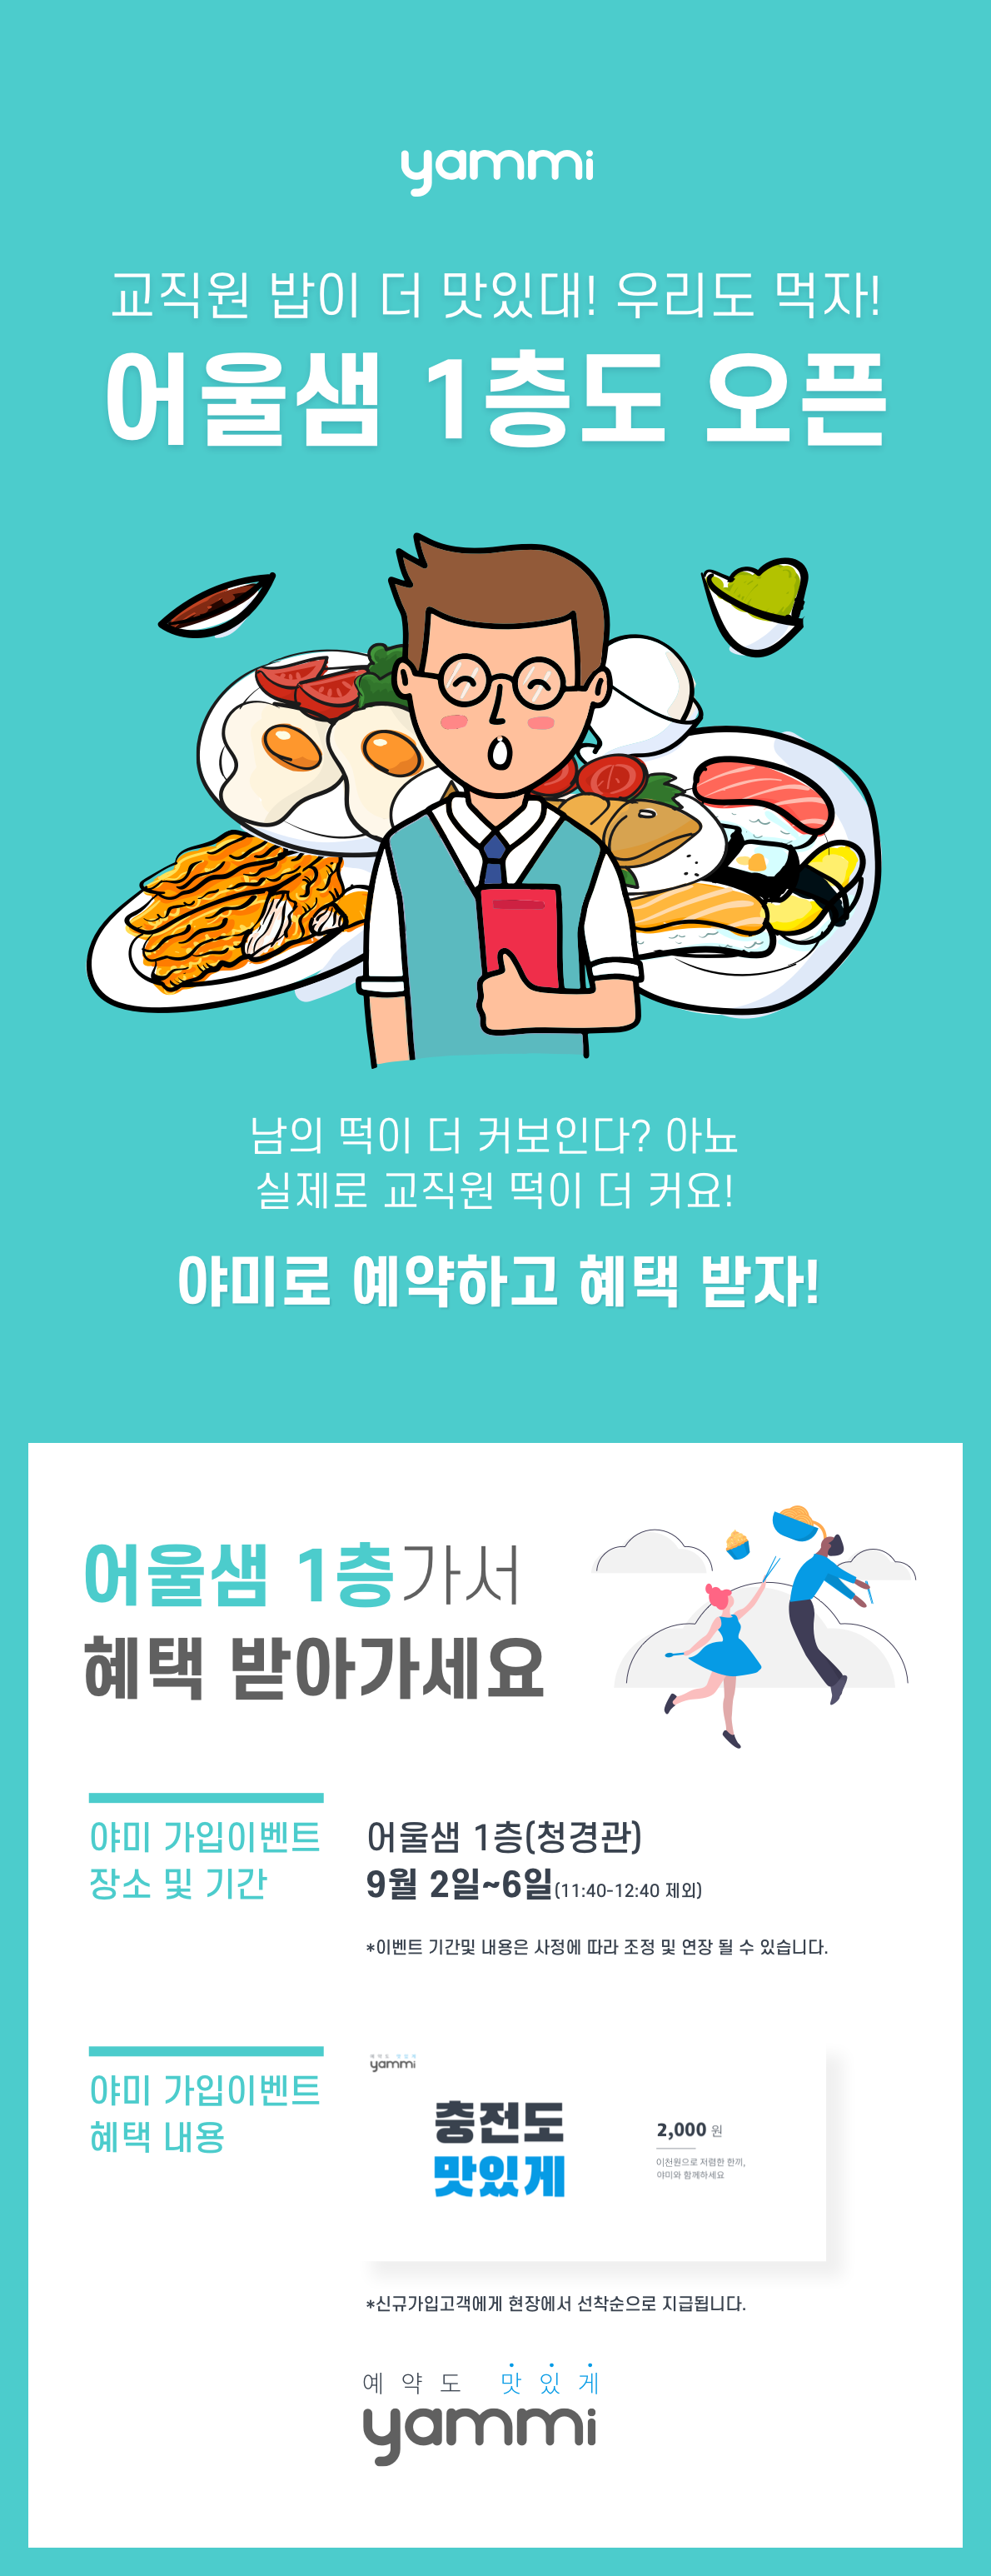 yammi
교직원 밥이 더 맛있대! 우리도 먹자!
어울샘 1층도 오픈
남의 떡이 더 커보인다? 아뇨
실제로 교직원 떡이 더 커요!
야미로 예약하고 혜택 받자!
어울샘 1층가서
혜택 받아가세요
야미 가입이벤트
장소 및 기간
어울샘 1층(청경관)
9월 2일~6일(11:40-12:40 제외)
*이벤트 기간및 내용은 사정에 따라 조정 및 연장 될 수 있습니다.
야미 가입이벤트
혜택 내용
예약도 맛있게
yammi
충전도
맛있게
2,000 원
이천원으로 저렴한 한끼,
야미와 함께하세요
*신규가입고객에게 현장에서 선착순으로 지급됩니다.
예약도 맛있게
yammi